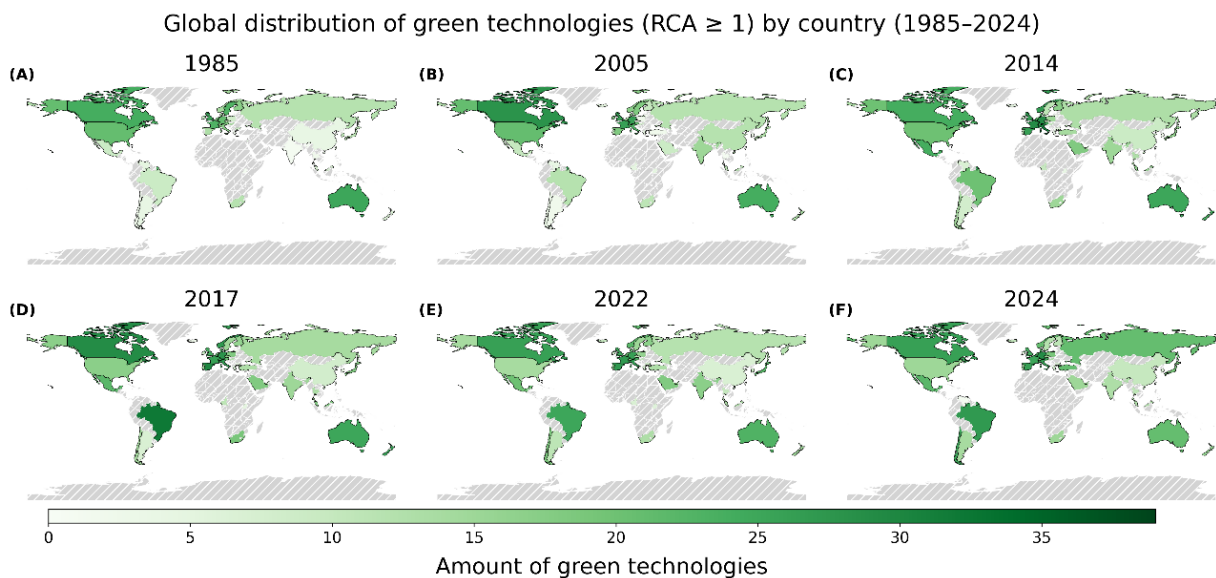 Global distribution of green technologies (RCA ≥ 1) by country (1985–2024)
(A) 1985
(B) 2005
(C) 2014
(D) 2017
(E) 2022
(F) 2024
0 5 10 15 20 25 30 35
Amount of green technologies